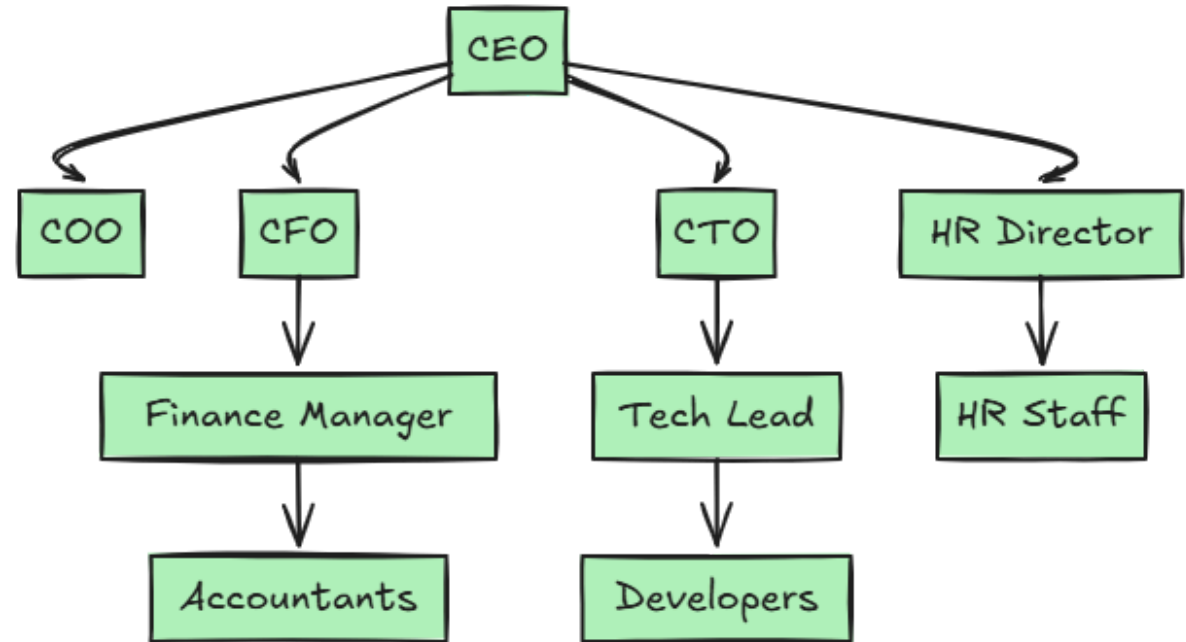 CEO
COO
CFO
CTO
HR Director
Finance Manager
Tech Lead
HR Staff
Accountants
Developers